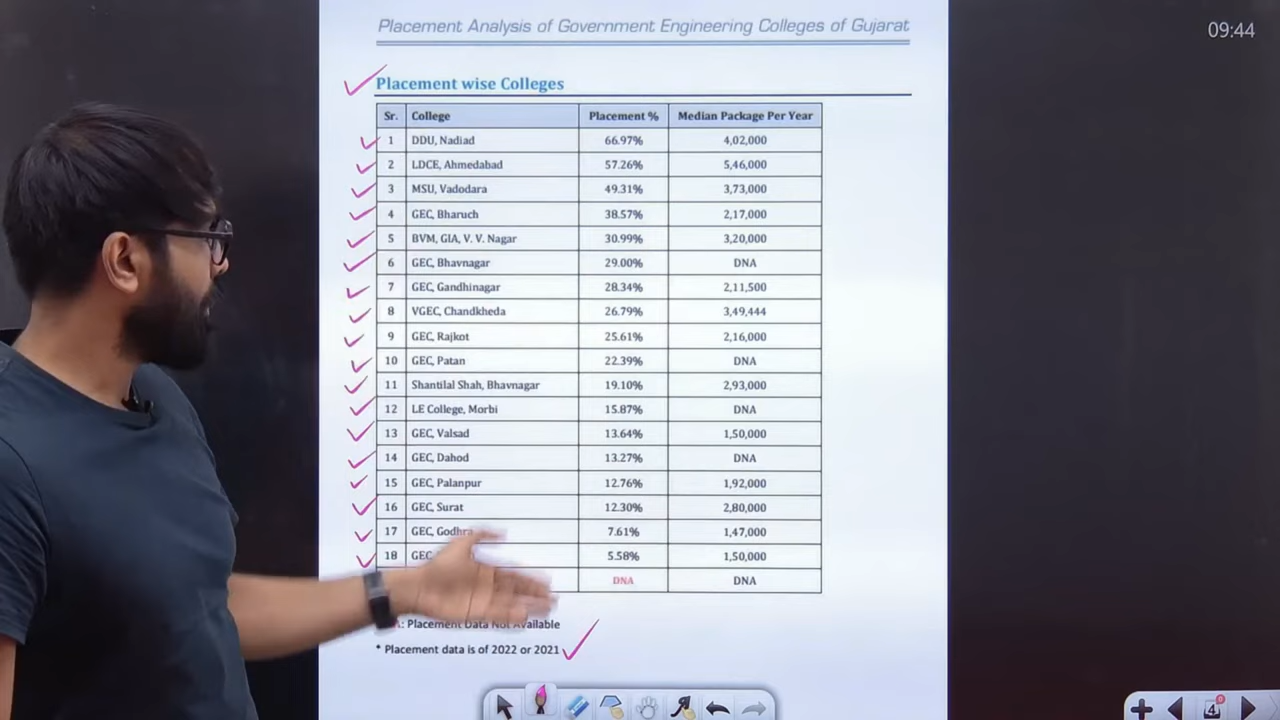 Placement Analysis of Government Engineering Colleges of Gujarat
09:44
Placement wise Colleges
Sr. College Placement % Median Package Per Year
1 DDU, Nadiad 66.97% 4,02,000
2 LDCE, Ahmedabad 57.26% 5,46,000
3 MSU, Vadodara 49.31% 3,73,000
4 GEC, Bharuch 38.57% 2,17,000
5 BVM, GIA, V. V. Nagar 30.99% 3,20,000
6 GEC, Bhavnagar 29.00% DNA
7 GEC, Gandhinagar 28.34% 2,11,500
8 VGEC, Chandkheda 26.79% 3,49,444
9 GEC, Rajkot 25.61% 2,16,000
10 GEC, Patan 22.39% DNA
11 Shantilal Shah, Bhavnagar 19.10% 2,93,000
12 LE College, Morbi 15.87% DNA
13 GEC, Valsad 13.64% 1,50,000
14 GEC, Dahod 13.27% DNA
15 GEC, Palanpur 12.76% 1,92,000
16 GEC, Surat 12.30% 2,80,000
17 GEC, Godhra 7.61% 1,47,000
18 GEC 5.58% 1,50,000
DNA DNA
: Placement Data Not Available
* Placement data is of 2022 or 2021
4